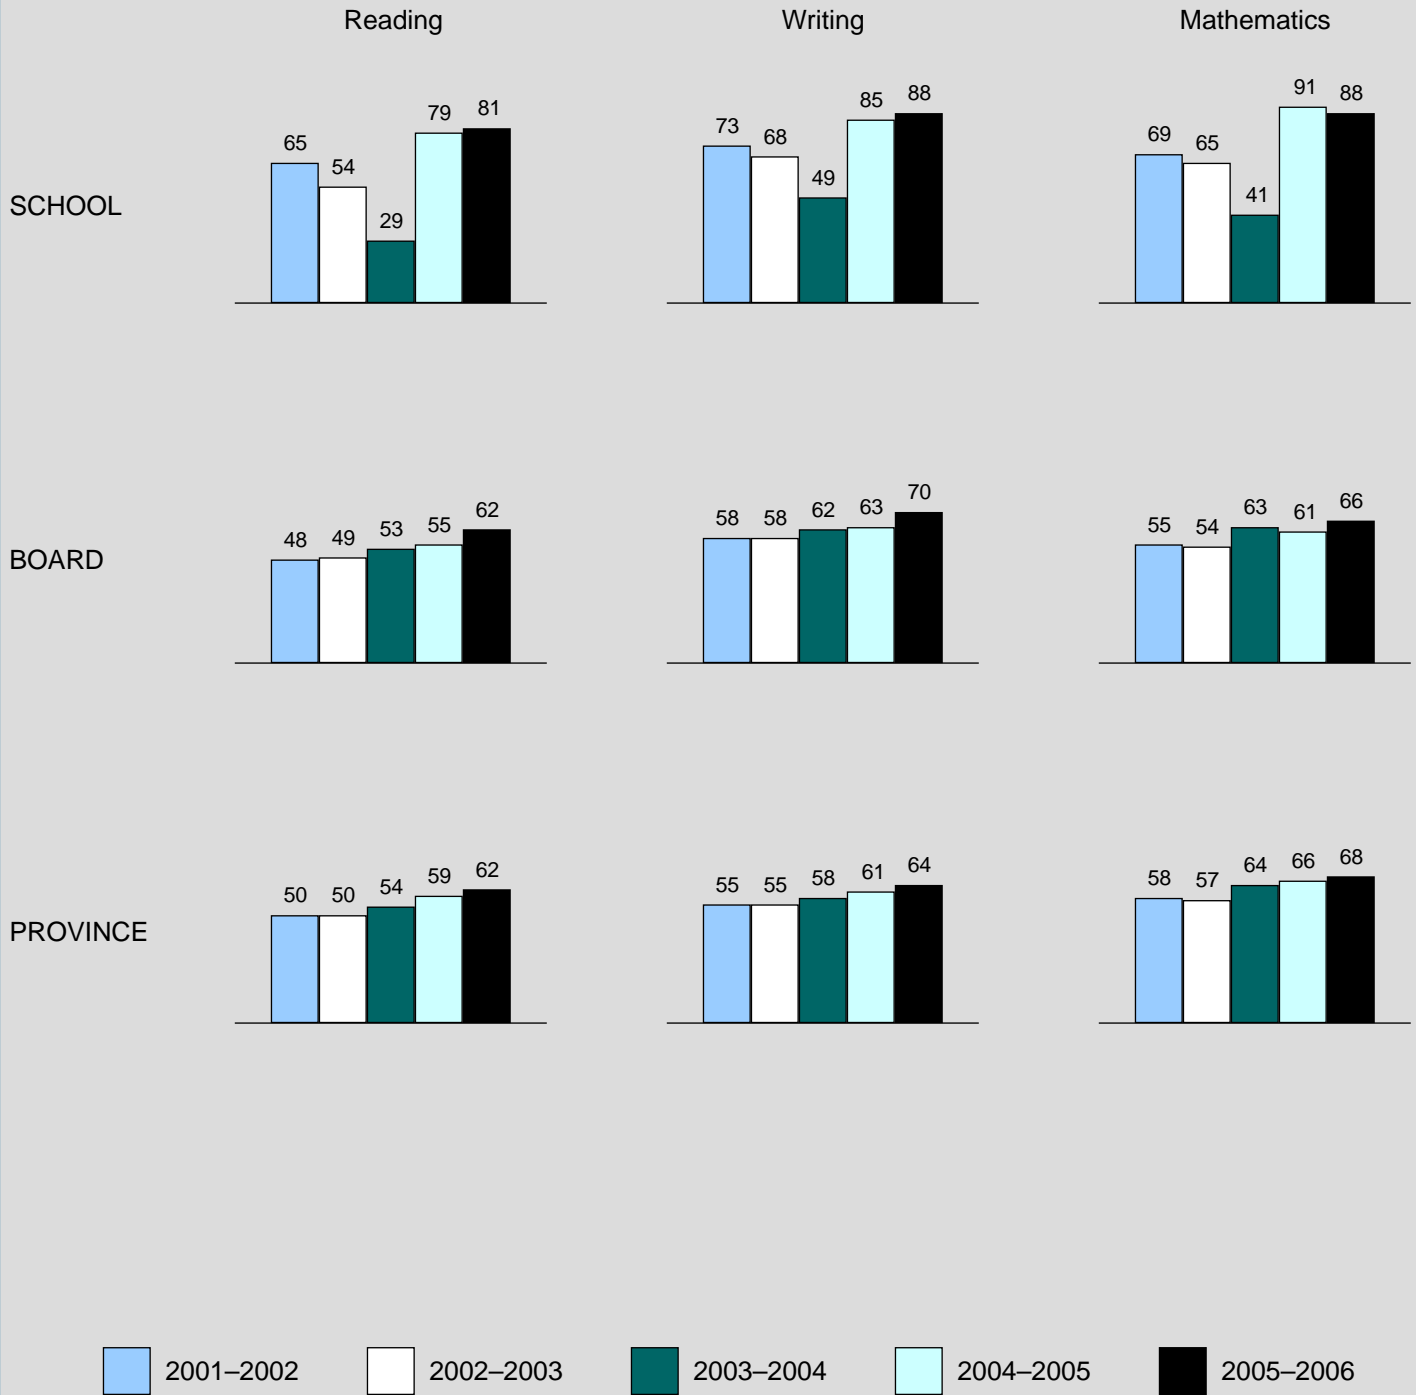 Reading Writing Mathematics
SCHOOL
65 54 29 79 81
73 68 49 85 88
69 65 41 91 88
BOARD
48 49 53 55 62
58 58 62 63 70
55 54 63 61 66
PROVINCE
50 50 54 59 62
55 55 58 61 64
58 57 64 66 68
2001–2002 2002–2003 2003–2004 2004–2005 2005–2006